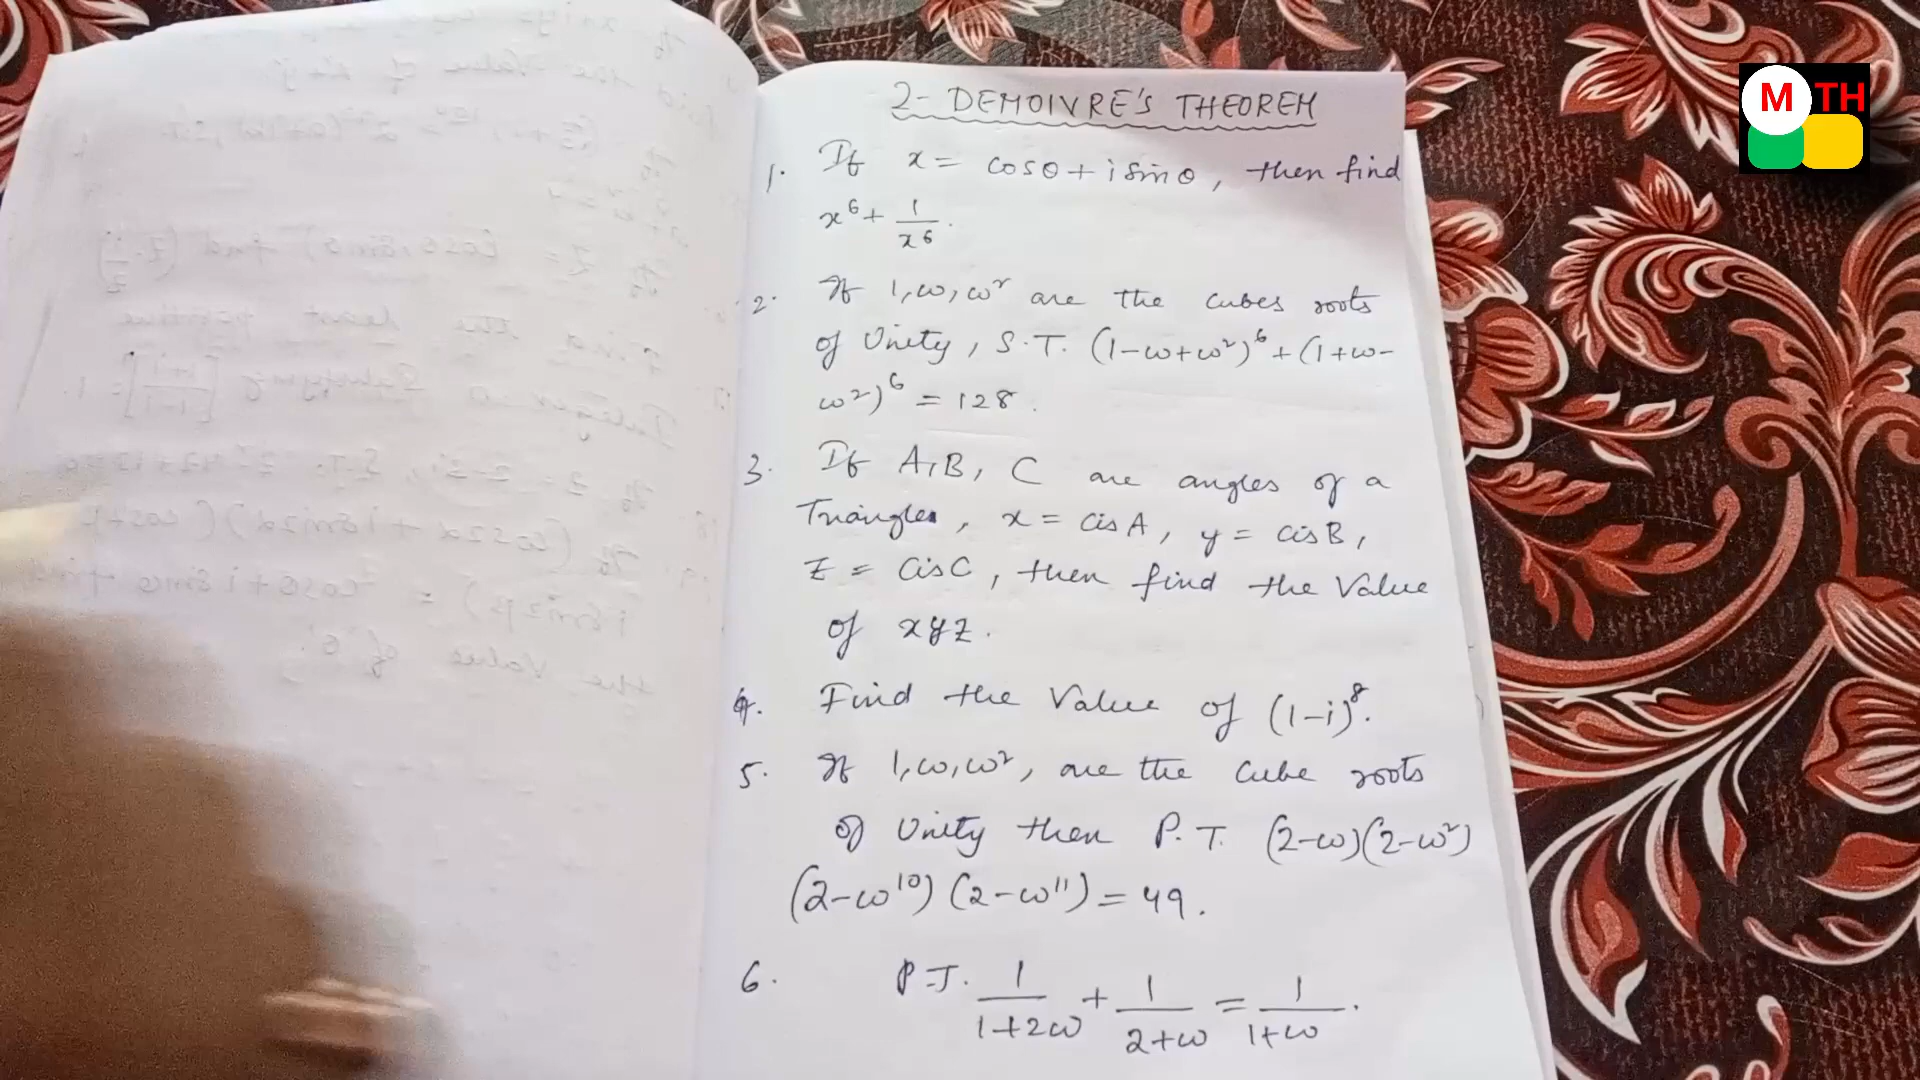 M TH
2- DEMOIVRE'S THEOREM
1. If x = cosθ + i sinθ, then find
x⁶ + 1/x⁶.
2. If 1, ω, ω² are the cubes roots
of Unity, S.T. (1-ω+ω²)⁶ + (1+ω-
ω²)⁶ = 128.
3. If A, B, C are angles of a
Triangles, x = cis A, y = cis B,
z = cis C, then find the Value
of xyz.
4. Find the Value of (1-i)⁸.
5. If 1, ω, ω², are the cube roots
of Unity then P.T. (2-ω)(2-ω²)
(2-ω¹⁰) (2-ω¹¹) = 49.
6. P.T. 1/(1+2ω) + 1/(2+ω) = 1/(1+ω).